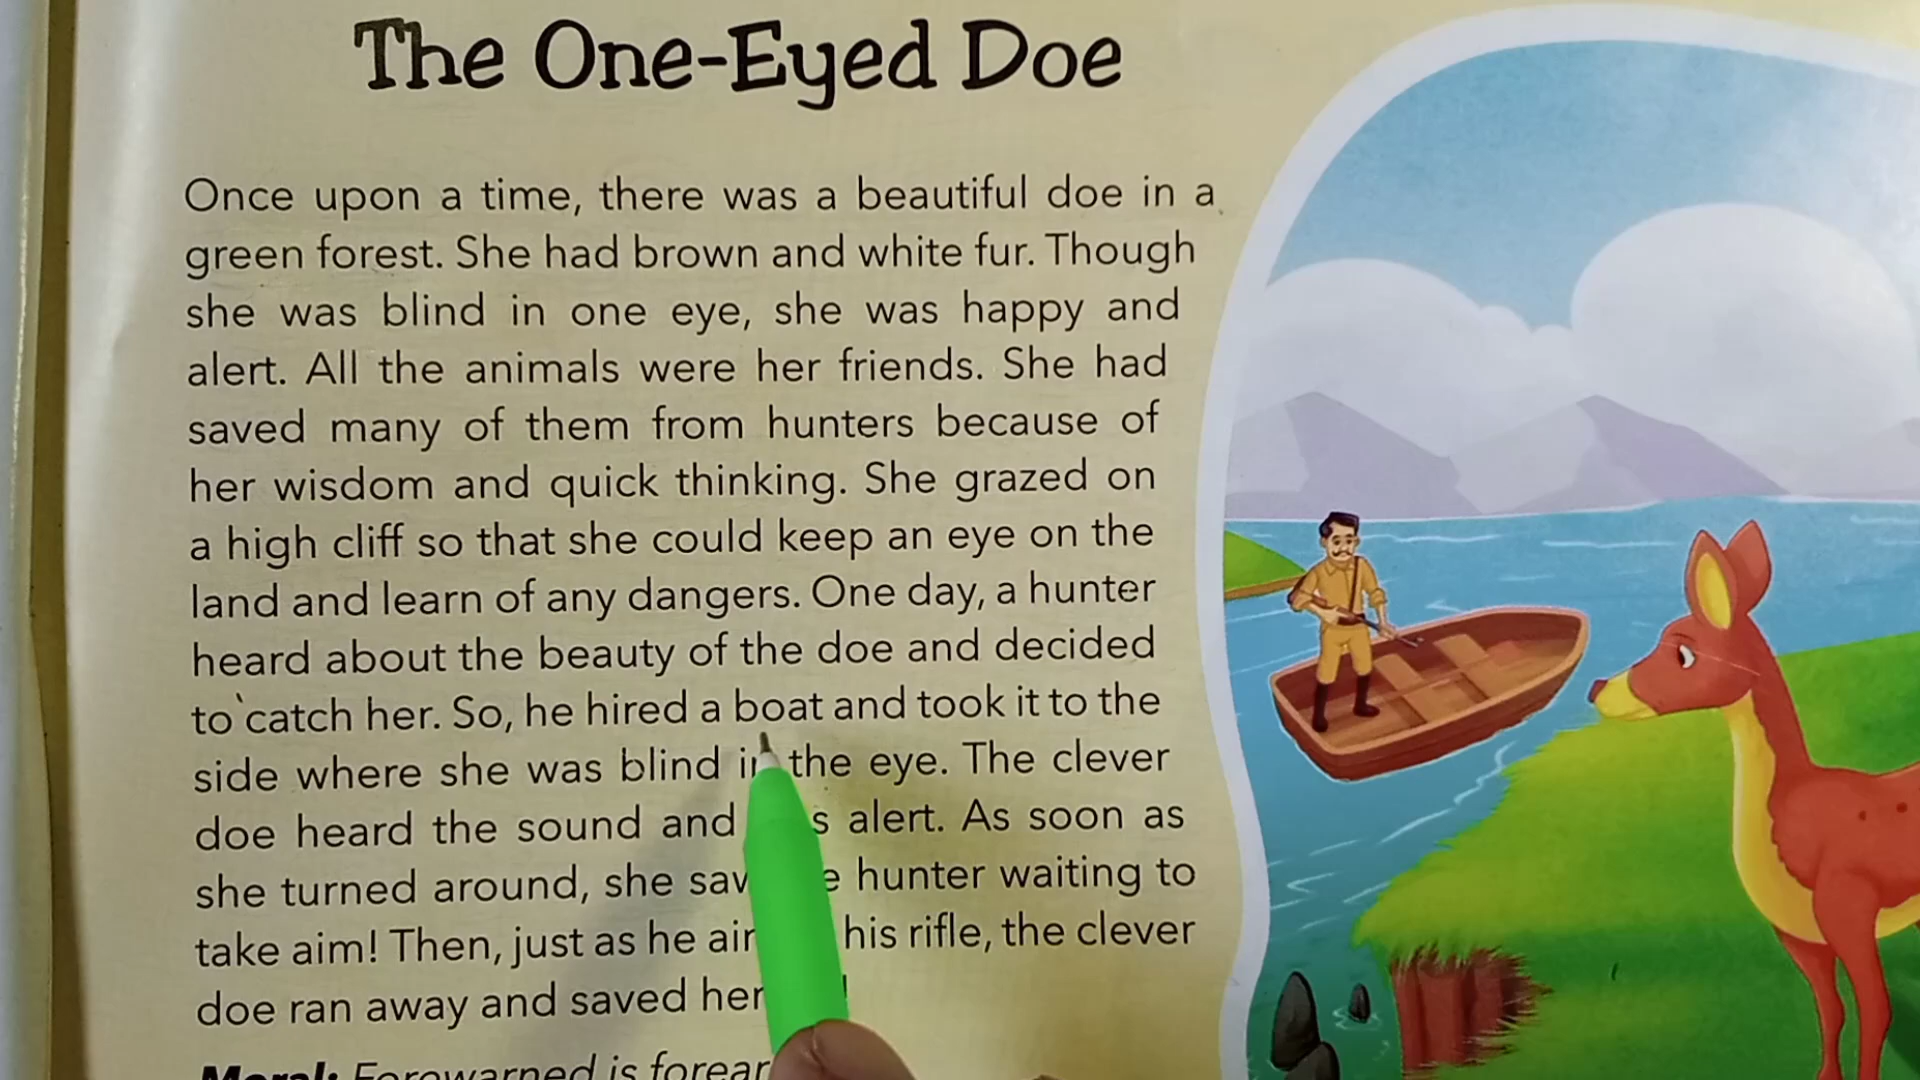 The One-Eyed Doe
Once upon a time, there was a beautiful doe in a
green forest. She had brown and white fur. Though
she was blind in one eye, she was happy and
alert. All the animals were her friends. She had
saved many of them from hunters because of
her wisdom and quick thinking. She grazed on
a high cliff so that she could keep an eye on the
land and learn of any dangers. One day, a hunter
heard about the beauty of the doe and decided
to catch her. So, he hired a boat and took it to the
side where she was blind in the eye. The clever
doe heard the sound and alert. As soon as
she turned around, she saw hunter waiting to
take aim! Then, just as he his rifle, the clever
doe ran away and saved her
Moral: Forewarned is